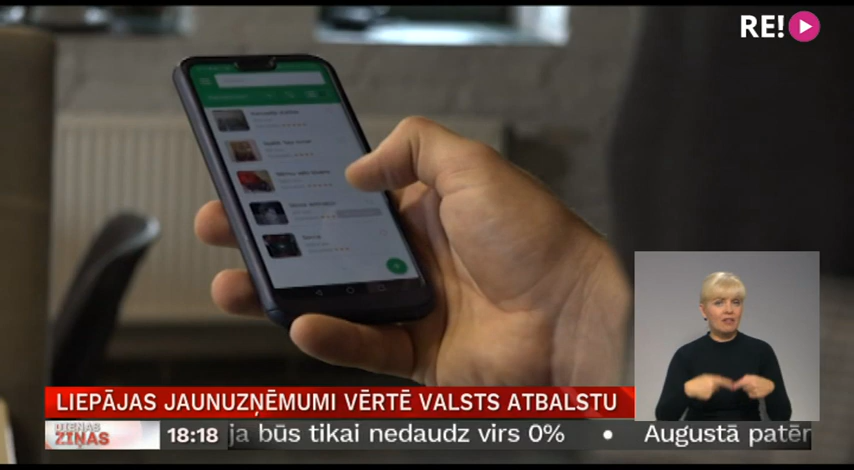 RE!
LIEPĀJAS JAUNUZŅĒMUMI VĒRTĒ VALSTS ATBALSTU
DIENAS
ZIŅAS
18:18 ja būs tikai nedaudz virs 0% • Augustā patēr